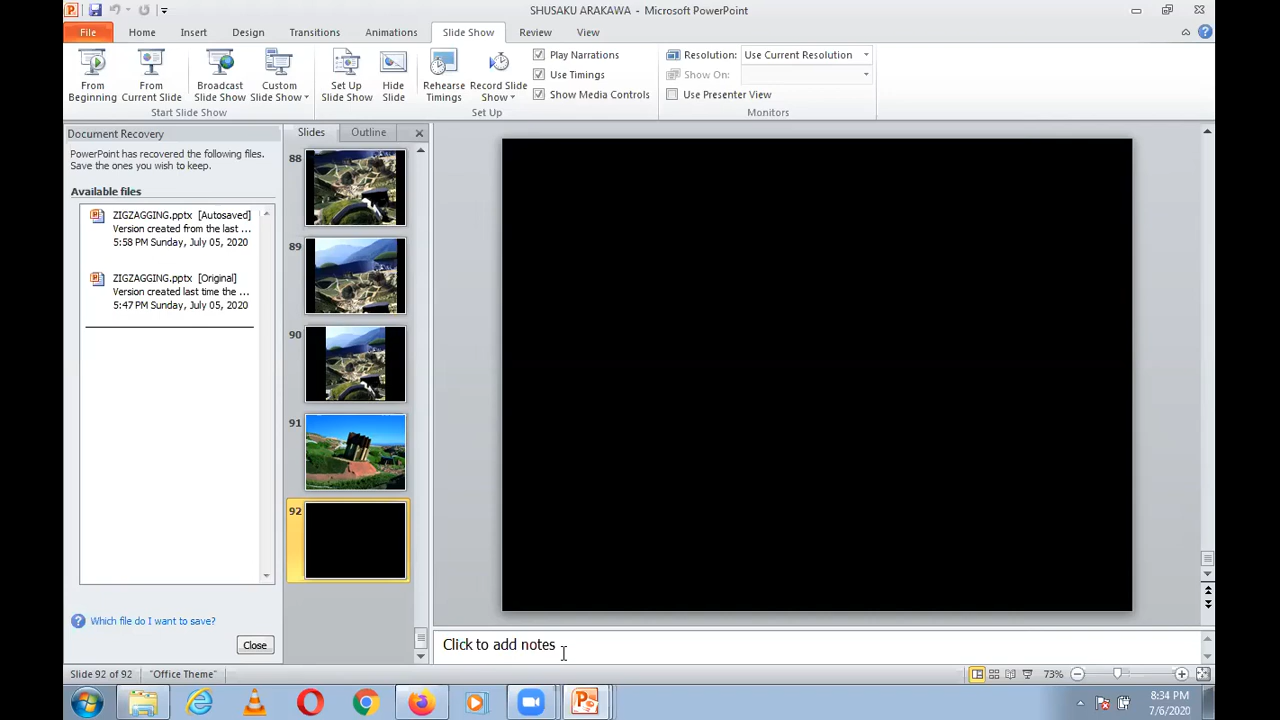 SHUSAKU ARAKAWA - Microsoft PowerPoint
File Home Insert Design Transitions Animations Slide Show Review View
From Beginning
From Current Slide
Broadcast Slide Show
Custom Slide Show
Start Slide Show
Set Up Slide Show
Hide Slide
Rehearse Timings
Record Slide Show
Play Narrations
Use Timings
Show Media Controls
Set Up
Resolution: Use Current Resolution
Show On:
Use Presenter View
Monitors
Document Recovery
PowerPoint has recovered the following files.
Save the ones you wish to keep.
Available files
ZIGZAGGING.pptx [Autosaved]
Version created from the last ...
5:58 PM Sunday, July 05, 2020
ZIGZAGGING.pptx [Original]
Version created last time the ...
5:47 PM Sunday, July 05, 2020
Which file do I want to save?
Close
Slides Outline
88
89
90
91
92
Click to add notes
Slide 92 of 92 "Office Theme" 73%
8:34 PM
7/6/2020